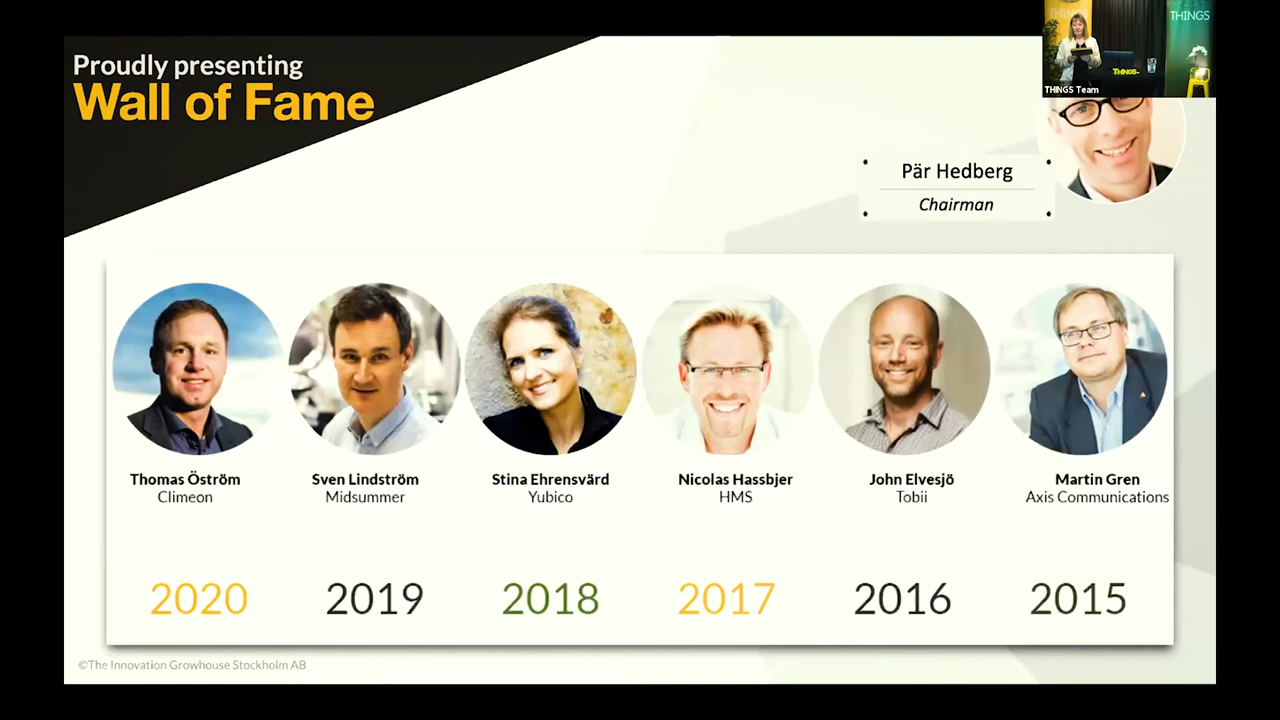 Proudly presenting
Wall of Fame
THINGS
THINGS
THINGS
THINGS Team
Pär Hedberg
Chairman
Thomas Öström
Climeon
Sven Lindström
Midsummer
Stina Ehrensvärd
Yubico
Nicolas Hassbjer
HMS
John Elvesjö
Tobii
Martin Gren
Axis Communications
2020
2019
2018
2017
2016
2015
©The Innovation Growhouse Stockholm AB